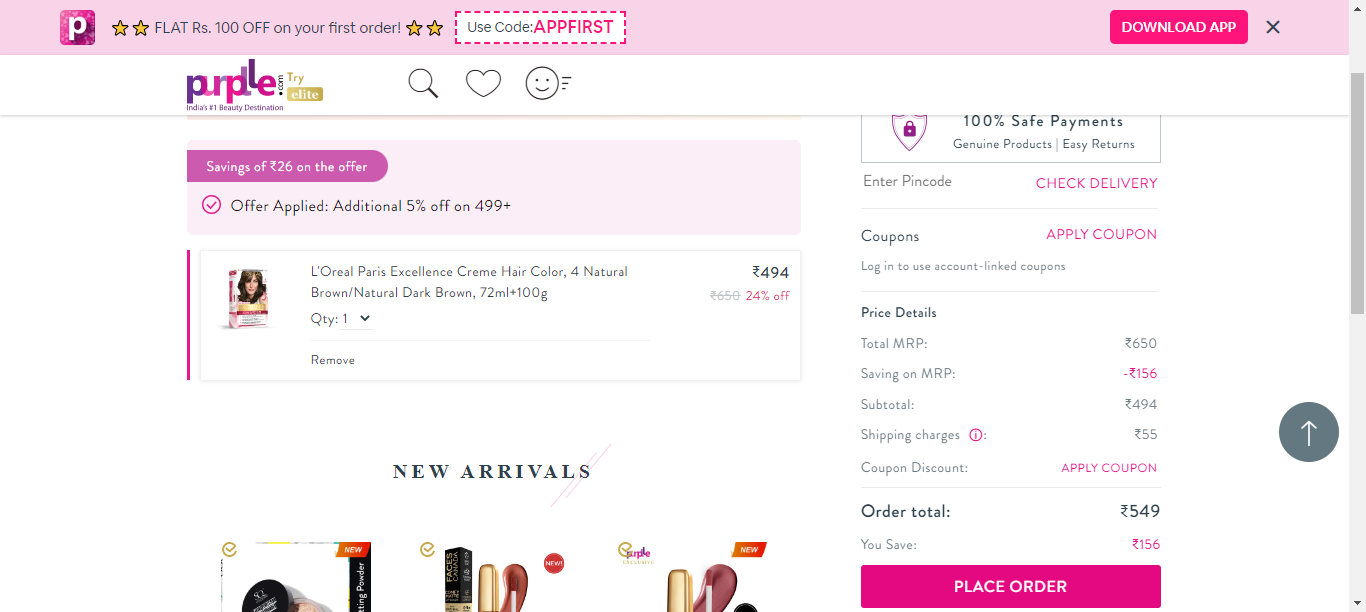 p
FLAT Rs. 100 OFF on your first order!
Use Code:APPFIRST
DOWNLOAD APP
purplle.com
Try
elite
India's #1 Beauty Destination
Savings of ₹26 on the offer
Offer Applied: Additional 5% off on 499+
L'Oreal Paris Excellence Creme Hair Color, 4 Natural
Brown/Natural Dark Brown, 72ml+100g
₹494
₹650 24% off
Qty: 1
Remove
NEW ARRIVALS
NEW
FACES
CANADA
NEW!
purplle
EXCLUSIVE
NEW
100% Safe Payments
Genuine Products | Easy Returns
Enter Pincode
CHECK DELIVERY
Coupons
APPLY COUPON
Log in to use account-linked coupons
Price Details
Total MRP: ₹650
Saving on MRP: -₹156
Subtotal: ₹494
Shipping charges : ₹55
Coupon Discount: APPLY COUPON
Order total: ₹549
You Save: ₹156
PLACE ORDER